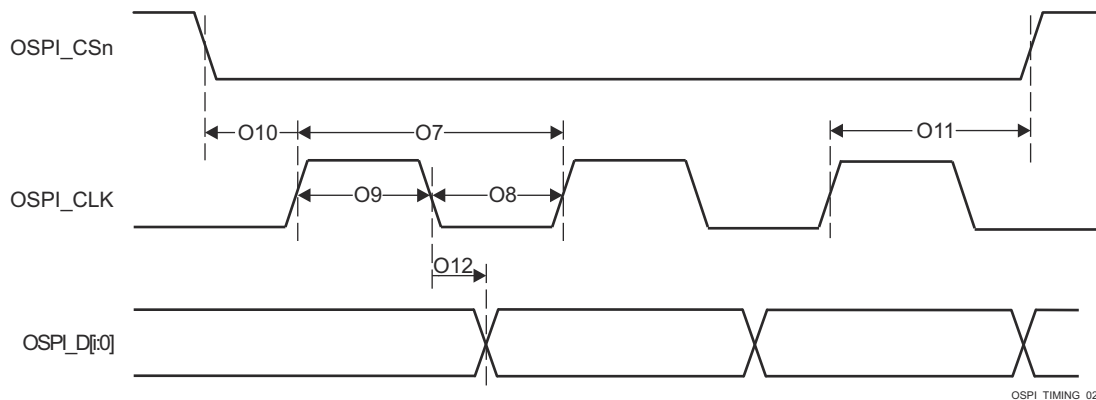 OSPI_CSn
O10
O7
O11
OSPI_CLK
O9
O8
O12
OSPI_D[i:0]
OSPI_TIMING_02